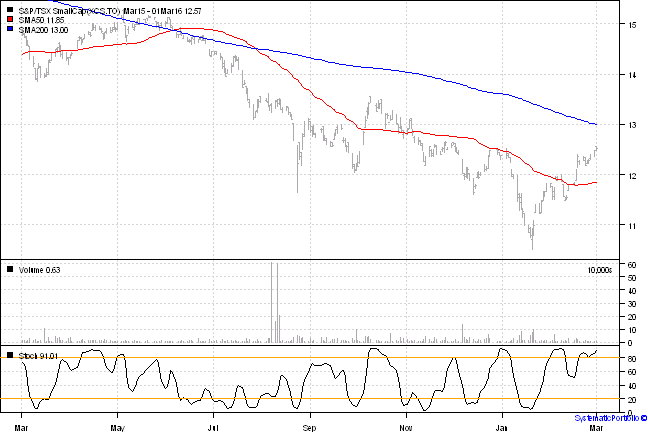 S&P/TSX SmallCap(XCS.TO) Mar15 - 01Mar16 12.57
SMA50 11.85
SMA200 13.00
15
14
13
12
11
Volume 0.63
10,000s
60
50
40
30
20
10
0
Stoch 91.01
80
60
40
20
0
Mar May Jul Sep Nov Jan Mar
SystematicPortfolio ©